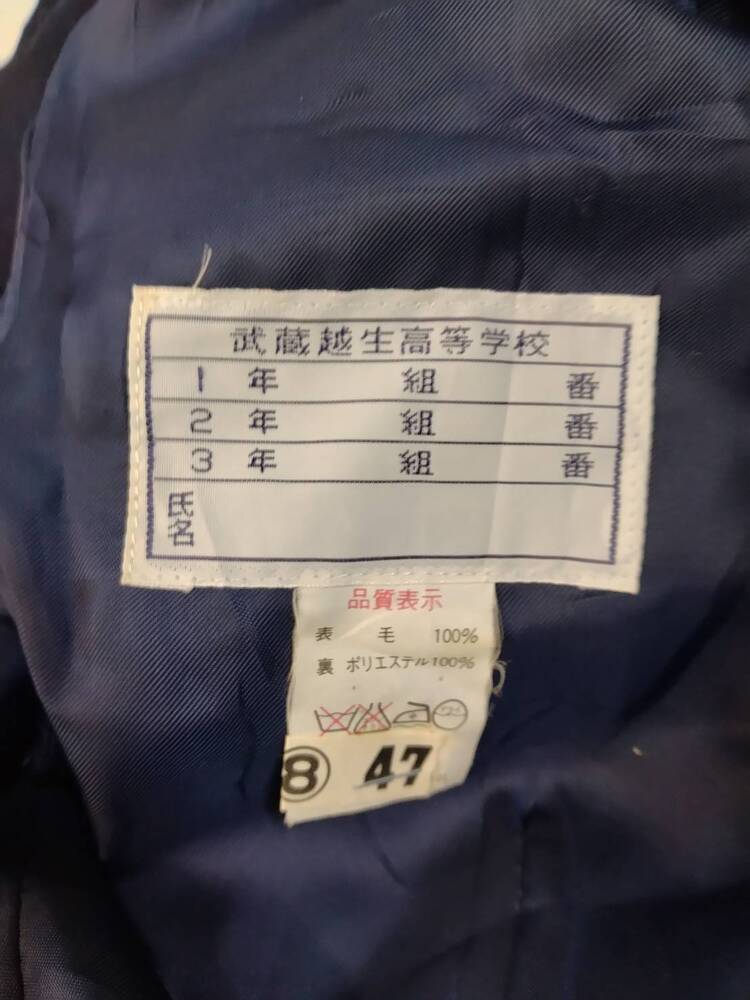 武蔵越生高等学校
1 年 組 番
2 年 組 番
3 年 組 番
氏名
品質表示
表 毛 100%
裏 ポリエステル100%
⑧ 47